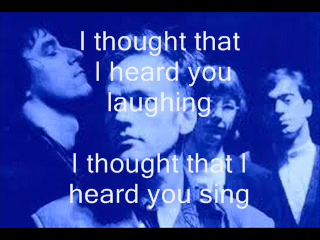 I thought that
I heard you
laughing
I thought that I
heard you sing